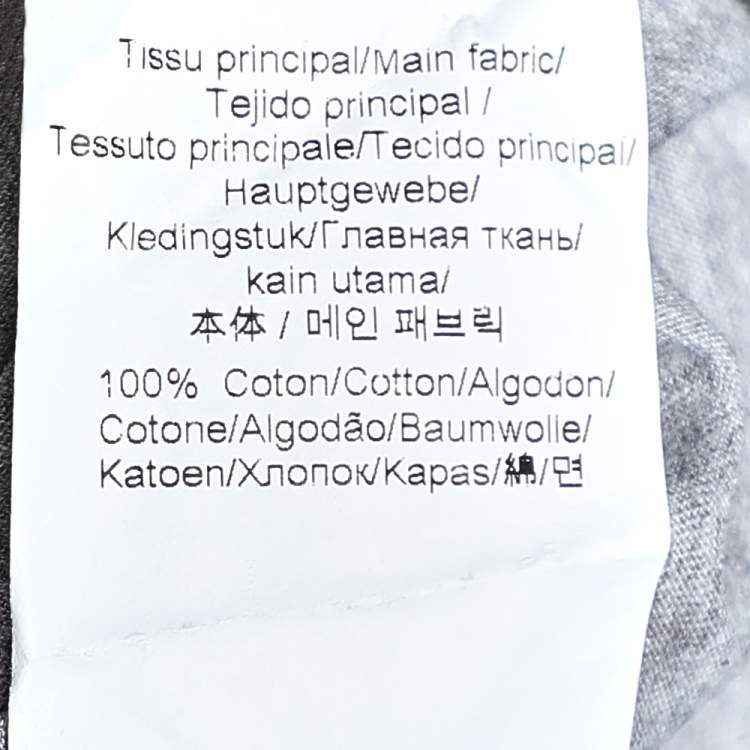 Tissu principal/Main fabric/
Tejido principal /
Tessuto principale/Tecido principal/
Hauptgewebe/
Kledingstuk/Главная ткань/
kain utama/
本体 / 메인 패브릭
100% Coton/Cotton/Algodon/
Cotone/Algodão/Baumwolle/
Katoen/Хлопок/Kapas/綿/면